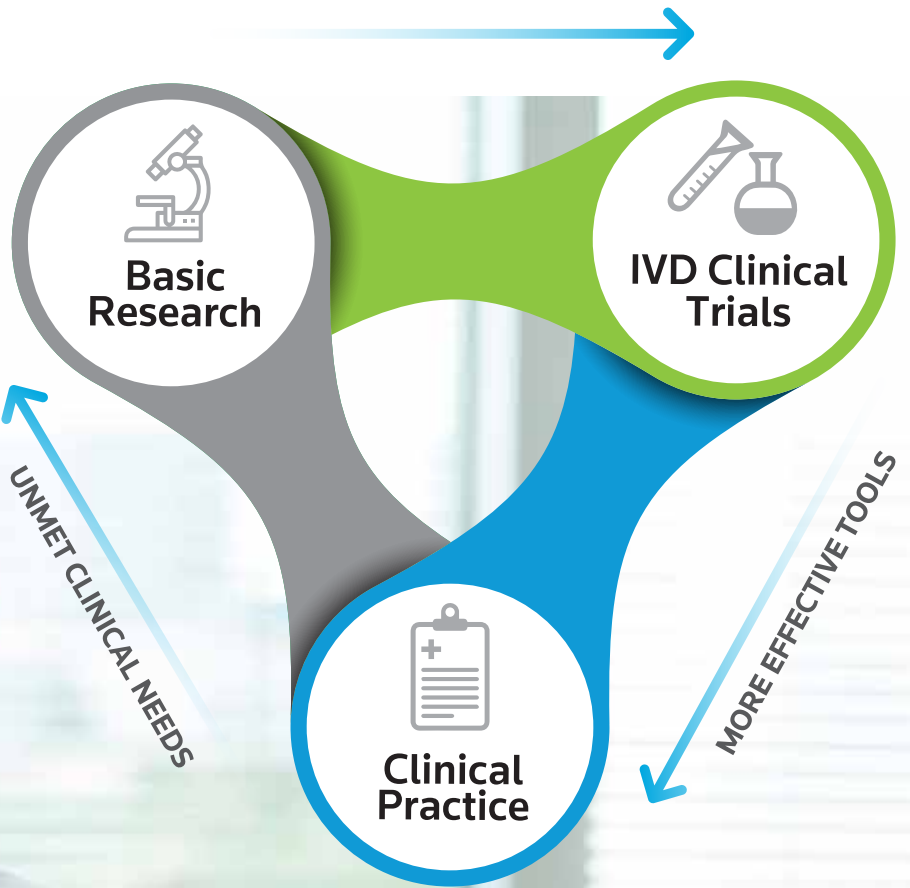 Basic
Research
IVD Clinical
Trials
UNMET CLINICAL NEEDS
MORE EFFECTIVE TOOLS
Clinical
Practice